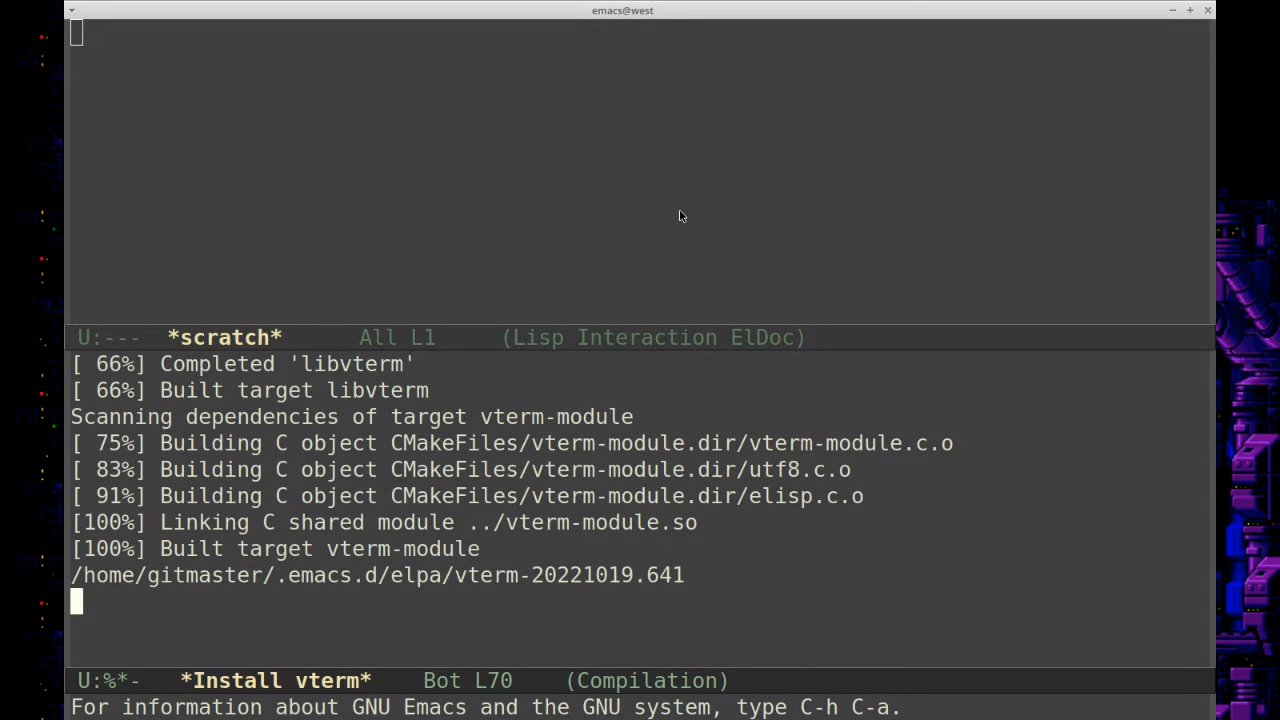 emacs@west
U:--- *scratch* All L1 (Lisp Interaction ElDoc)
[ 66%] Completed 'libvterm'
[ 66%] Built target libvterm
Scanning dependencies of target vterm-module
[ 75%] Building C object CMakeFiles/vterm-module.dir/vterm-module.c.o
[ 83%] Building C object CMakeFiles/vterm-module.dir/utf8.c.o
[ 91%] Building C object CMakeFiles/vterm-module.dir/elisp.c.o
[100%] Linking C shared module ../vterm-module.so
[100%] Built target vterm-module
/home/gitmaster/.emacs.d/elpa/vterm-20221019.641
U:%*- *Install vterm* Bot L70 (Compilation)
For information about GNU Emacs and the GNU system, type C-h C-a.